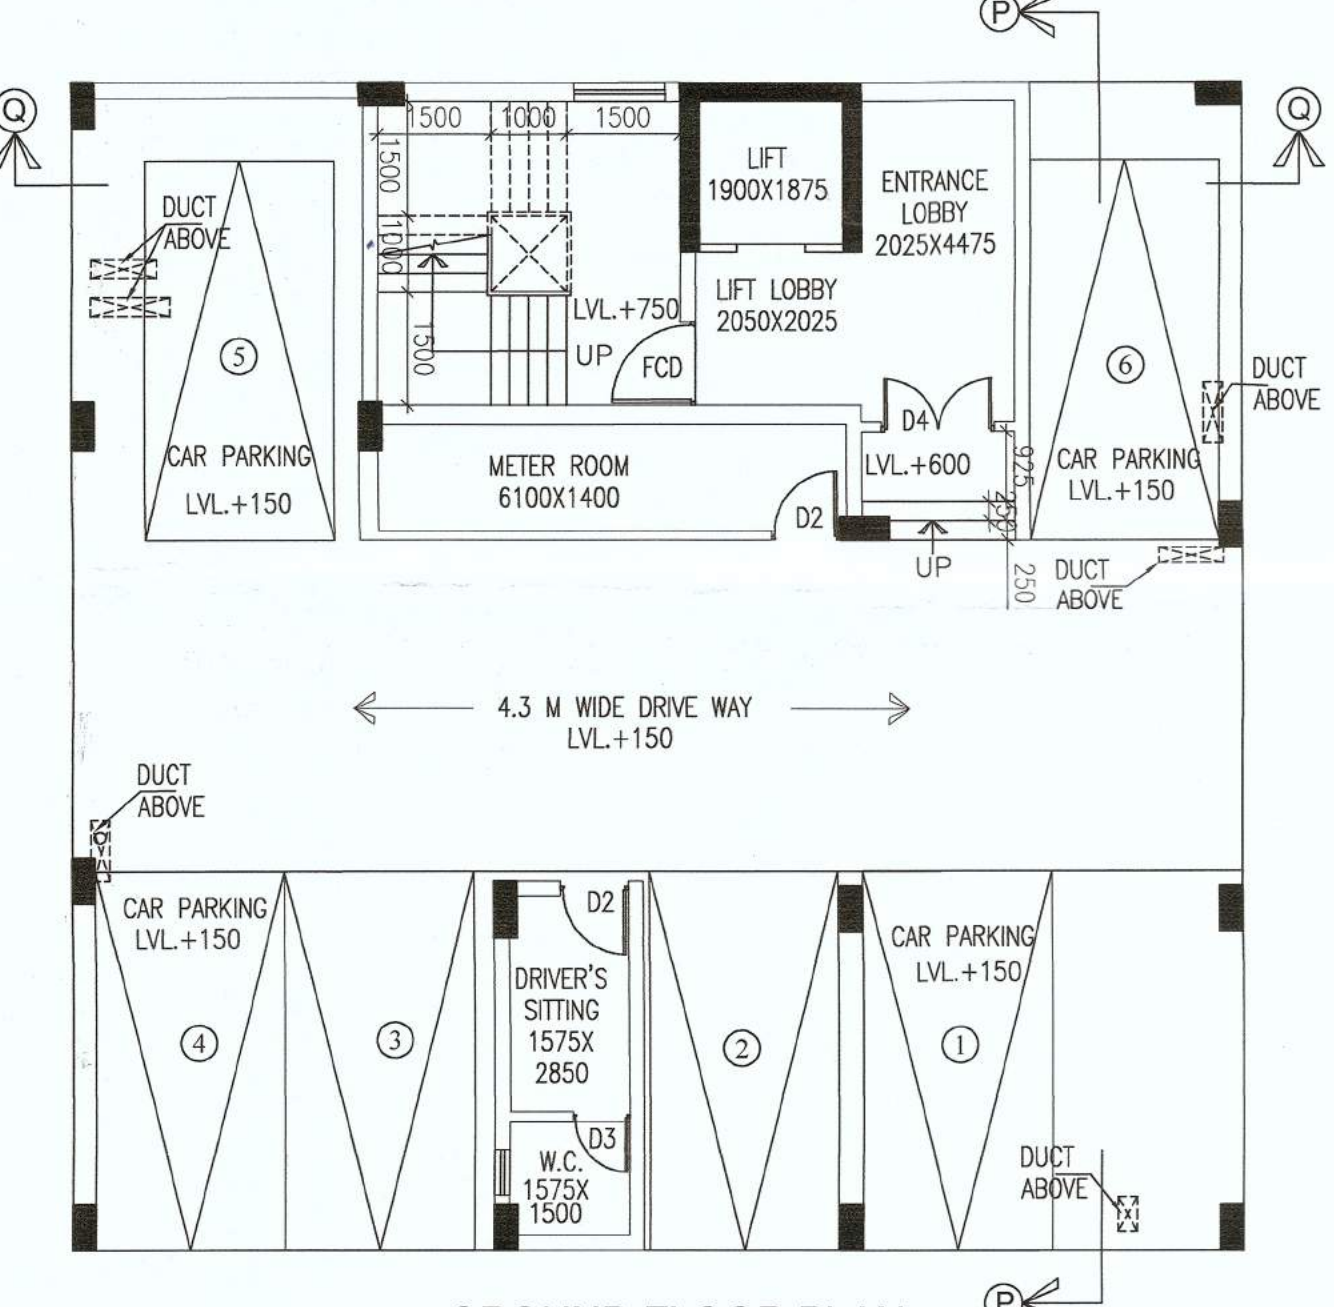 P
Q
Q
1500
1000
1500
1500
1000
1500
LIFT
1900X1875
ENTRANCE
LOBBY
2025X4475
DUCT
ABOVE
LIFT LOBBY
2050X2025
LVL.+750
UP
FCD
5
6
DUCT
ABOVE
D4
CAR PARKING
LVL.+150
METER ROOM
6100X1400
LVL.+600
925
CAR PARKING
LVL.+150
D2
250
UP
250
DUCT
ABOVE
4.3 M WIDE DRIVE WAY
LVL.+150
DUCT
ABOVE
CAR PARKING
LVL.+150
D2
CAR PARKING
LVL.+150
DRIVER'S
SITTING
1575X
2850
4
3
2
1
D3
W.C.
1575X
1500
DUCT
ABOVE
P
GROUND FLOOR PLAN